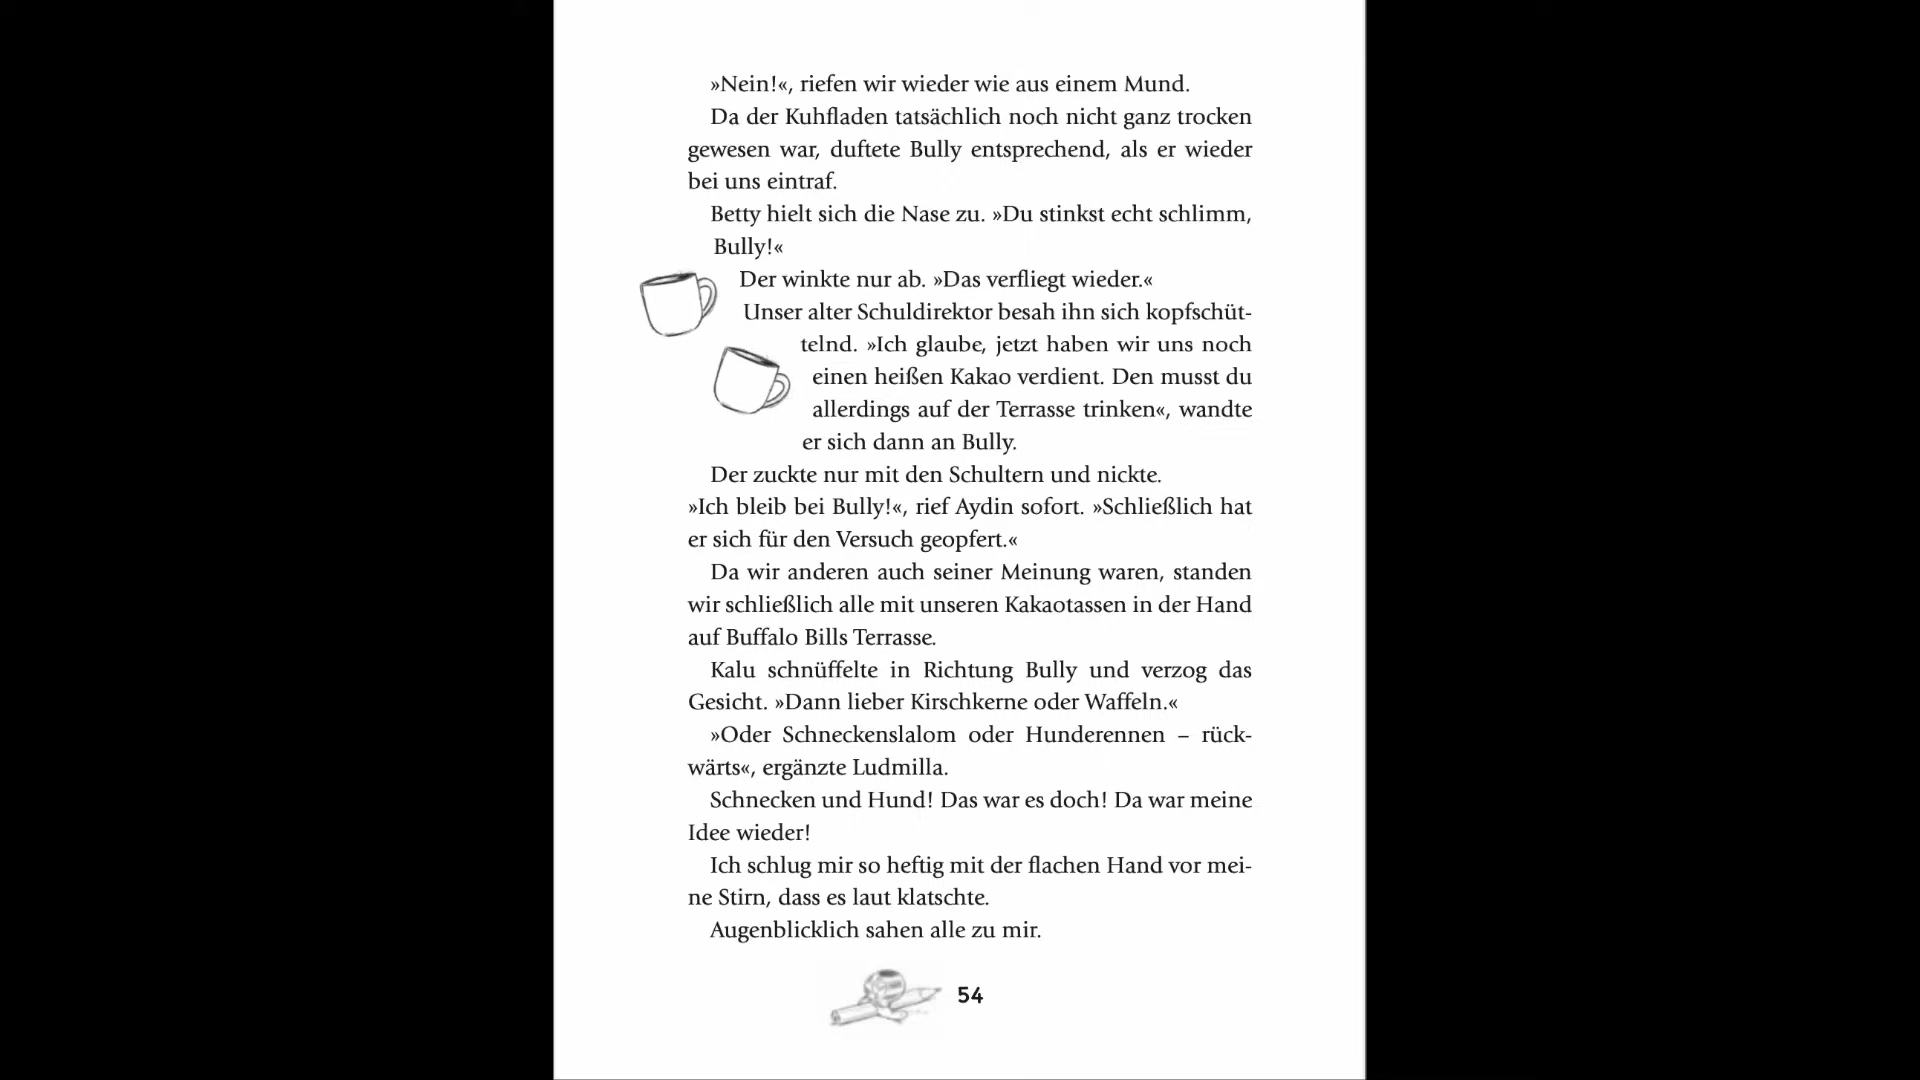 »Nein!«, riefen wir wieder wie aus einem Mund.
Da der Kuhfladen tatsächlich noch nicht ganz trocken
gewesen war, duftete Bully entsprechend, als er wieder
bei uns eintraf.
Betty hielt sich die Nase zu. »Du stinkst echt schlimm,
Bully!«
Der winkte nur ab. »Das verfliegt wieder.«
Unser alter Schuldirektor besah ihn sich kopfschüt-
telnd. »Ich glaube, jetzt haben wir uns noch
einen heißen Kakao verdient. Den musst du
allerdings auf der Terrasse trinken«, wandte
er sich dann an Bully.
Der zuckte nur mit den Schultern und nickte.
»Ich bleib bei Bully!«, rief Aydin sofort. »Schließlich hat
er sich für den Versuch geopfert.«
Da wir anderen auch seiner Meinung waren, standen
wir schließlich alle mit unseren Kakaotassen in der Hand
auf Buffalo Bills Terrasse.
Kalu schnüffelte in Richtung Bully und verzog das
Gesicht. »Dann lieber Kirschkerne oder Waffeln.«
»Oder Schneckenslalom oder Hunderennen – rück-
wärts«, ergänzte Ludmilla.
Schnecken und Hund! Das war es doch! Da war meine
Idee wieder!
Ich schlug mir so heftig mit der flachen Hand vor mei-
ne Stirn, dass es laut klatschte.
Augenblicklich sahen alle zu mir.
54